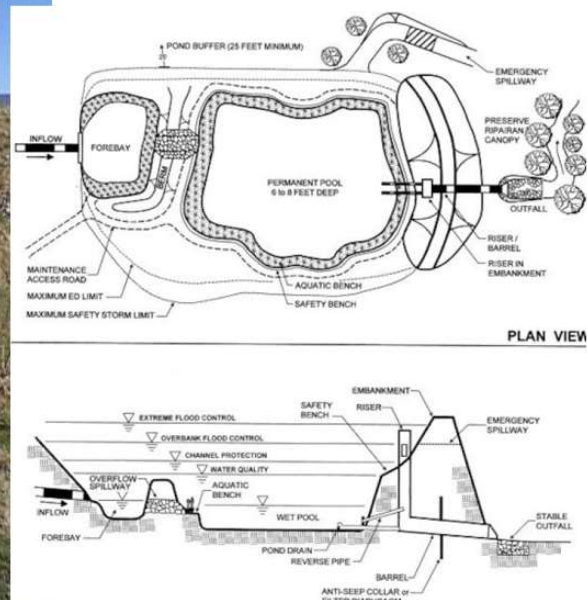 POND BUFFER (25 FEET MINIMUM)
EMERGENCY
SPILLWAY
INFLOW
FOREBAY
BERM
PRESERVE
RIPARIAN
CANOPY
PERMANENT POOL
6 to 8 FEET DEEP
OUTFALL
RISER /
BARREL
RISER IN
EMBANKMENT
MAINTENANCE
ACCESS ROAD
AQUATIC BENCH
MAXIMUM ED LIMIT
SAFETY BENCH
MAXIMUM SAFETY STORM LIMIT
PLAN VIEW
EMBANKMENT
SAFETY
BENCH
RISER
EXTREME FLOOD CONTROL
EMERGENCY
SPILLWAY
OVERBANK FLOOD CONTROL
CHANNEL PROTECTION
WATER QUALITY
OVERFLOW
SPILLWAY
AQUATIC
BENCH
INFLOW
WET POOL
STABLE
OUTFALL
FOREBAY
POND DRAIN
REVERSE PIPE
BARREL
ANTI-SEEP COLLAR or